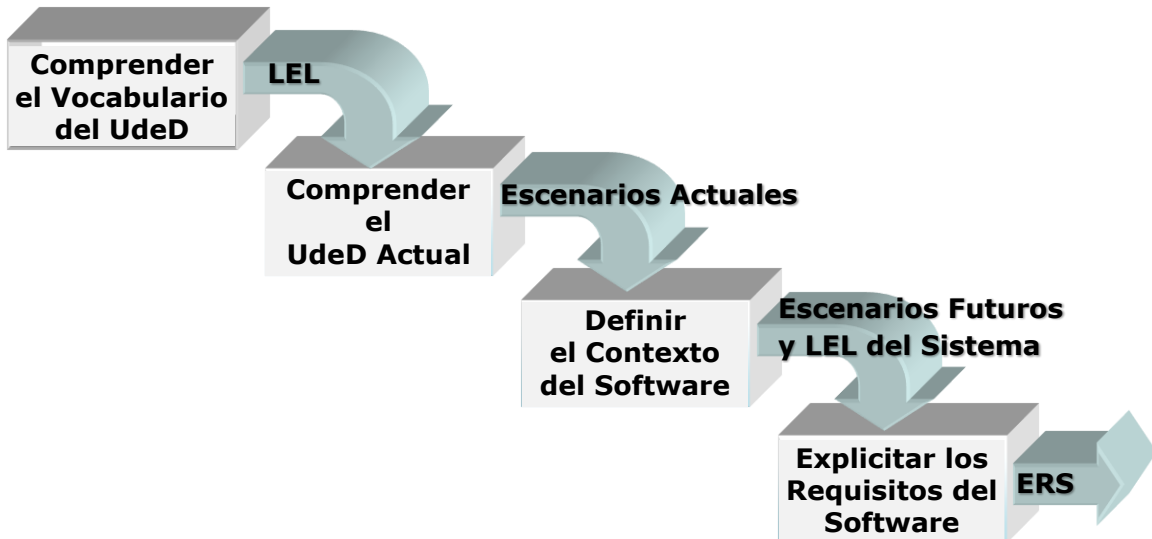 Comprender
el Vocabulario
del UdeD
LEL
Comprender
el
UdeD Actual
Escenarios Actuales
Definir
el Contexto
del Software
Escenarios Futuros
y LEL del Sistema
Explicitar los
Requisitos del
Software
ERS